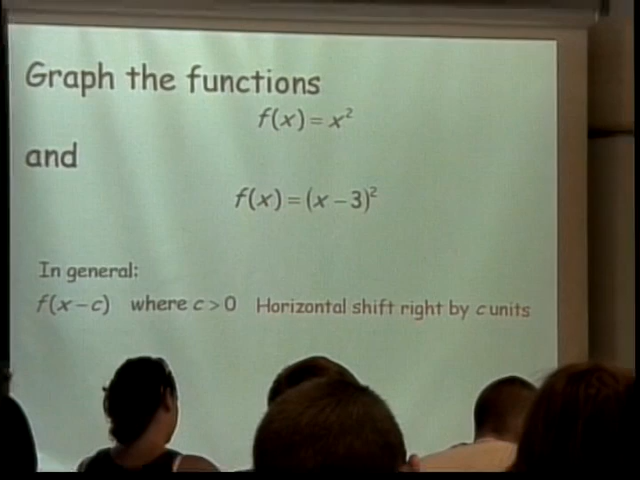 Graph the functions
f(x) = x²
and
f(x) = (x – 3)²
In general:
f(x – c) where c > 0 Horizontal shift right by c units